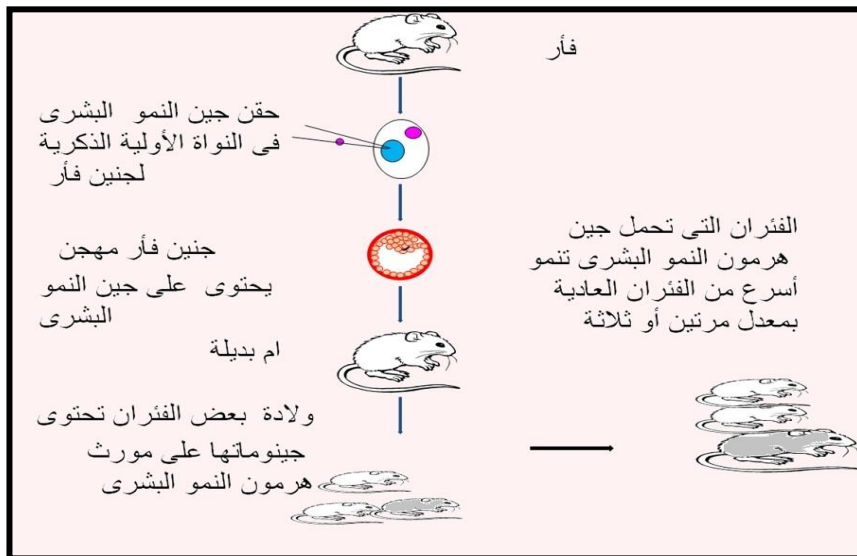 فأر
حقن جين النمو البشرى
فى النواة الأولية الذكرية
لجنين فأر
جنين فأر مهجن
يحتوى على جين النمو
البشرى
ام بديلة
ولادة بعض الفئران تحتوى
جينوماتها على مورث
هرمون النمو البشرى
الفئران التى تحمل جين
هرمون النمو البشرى تنمو
أسرع من الفئران العادية
بمعدل مرتين أو ثلاثة